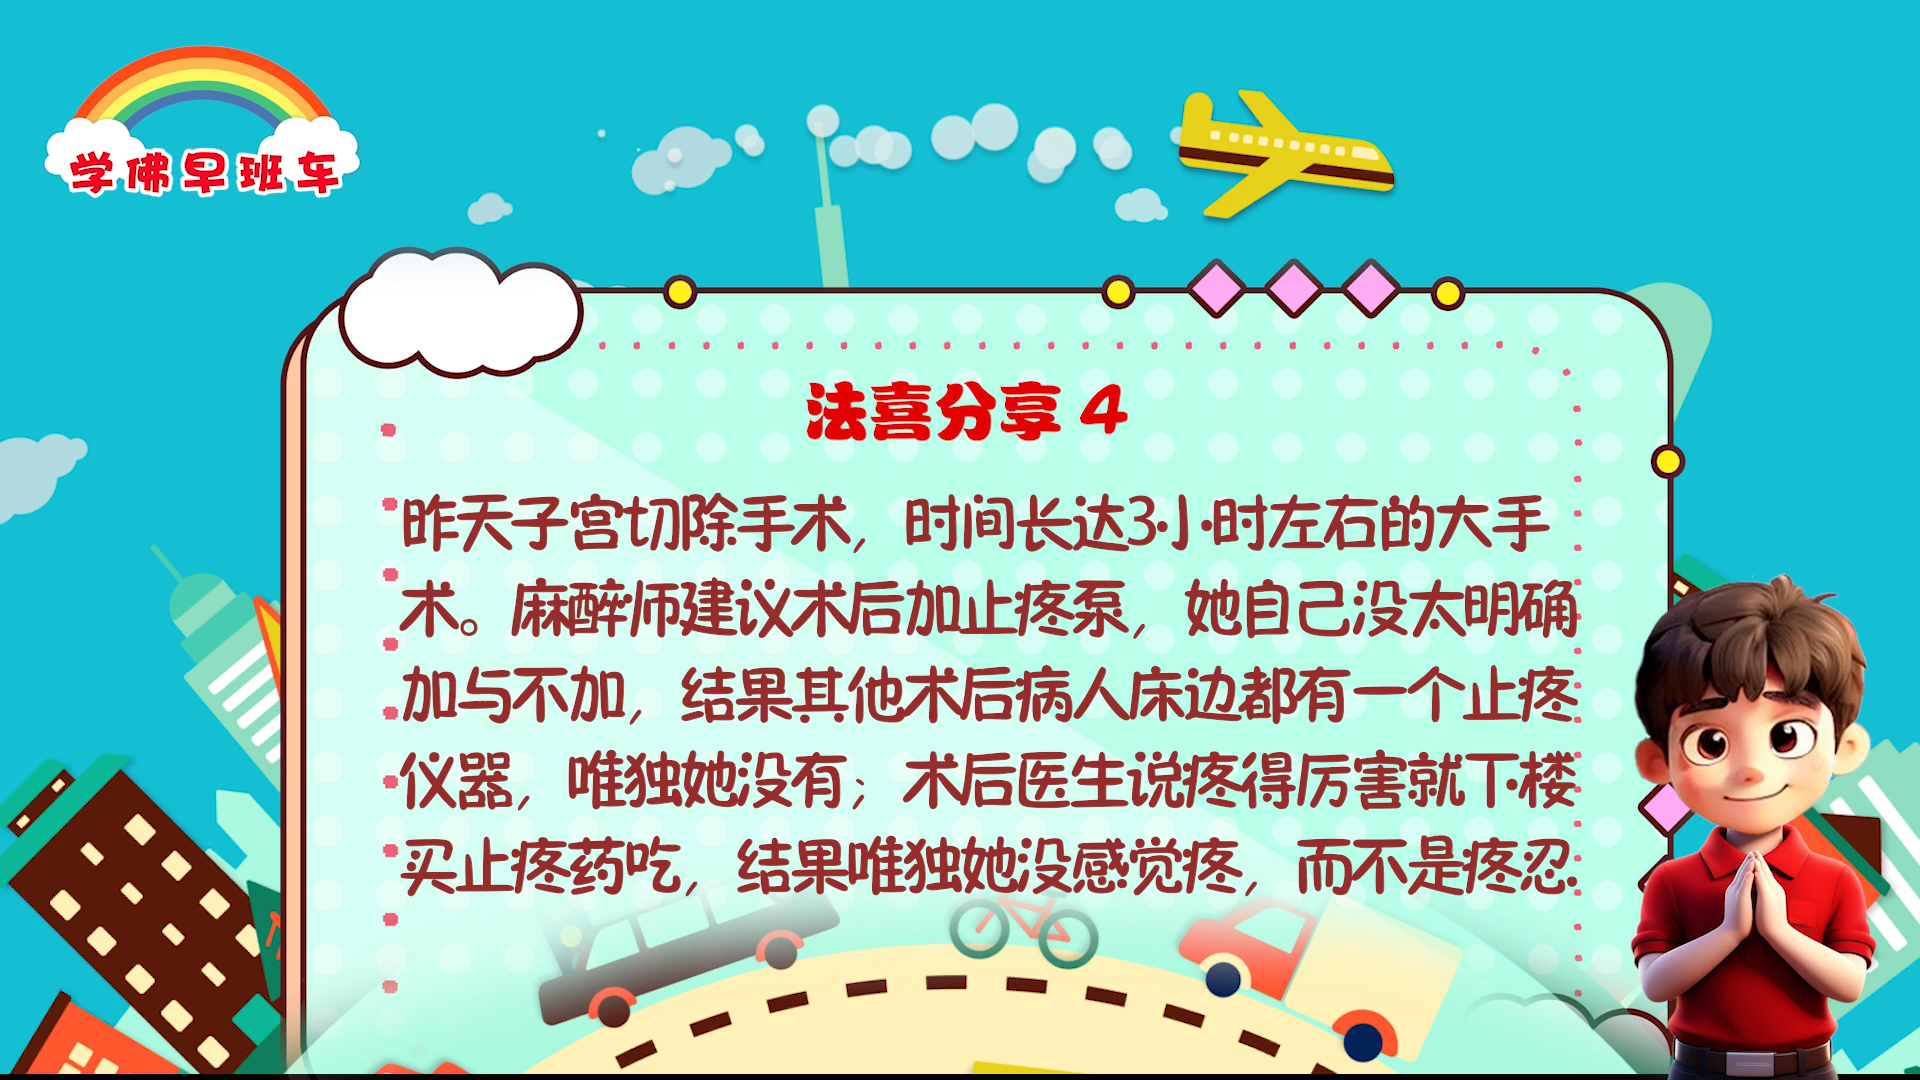 学佛早班车
法喜分享 4
昨天子宫切除手术，时间长达3小时左右的大手
术。麻醉师建议术后加止疼泵，她自己没太明确
加与不加，结果其他术后病人床边都有一个止疼
仪器，唯独她没有；术后医生说疼得厉害就下楼
买止疼药吃，结果唯独她没感觉疼，而不是疼忍